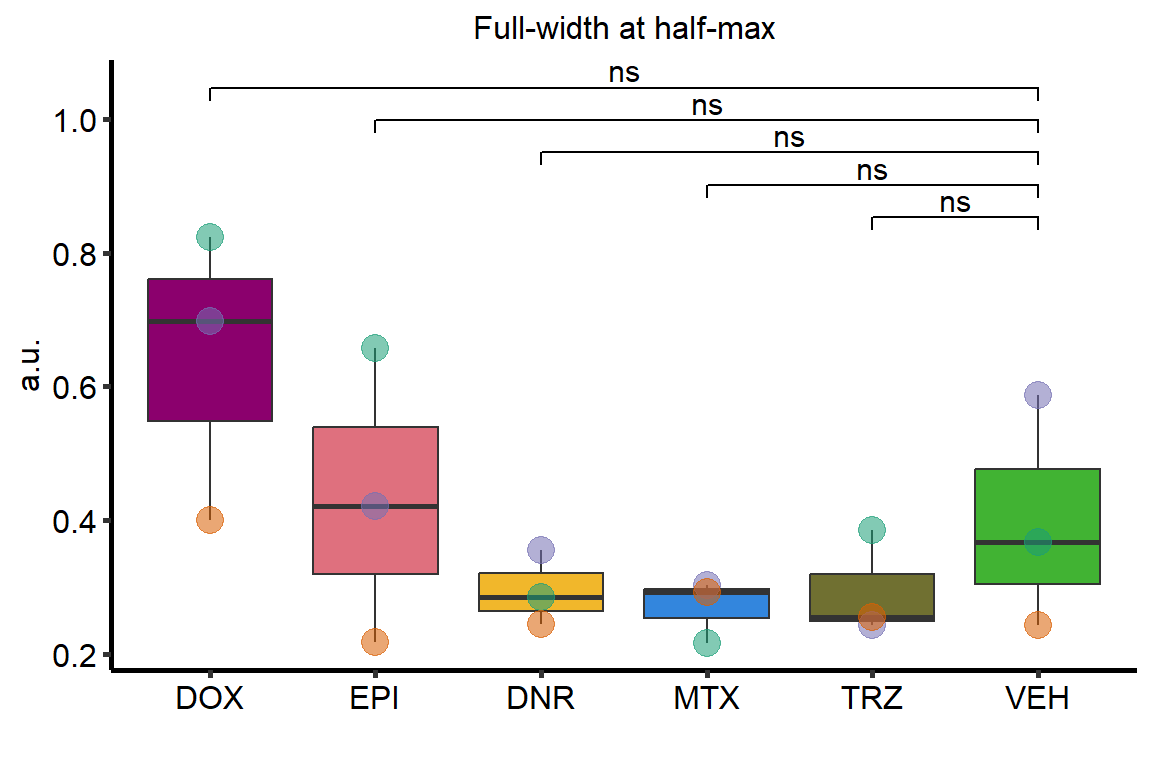 Full-width at half-max
ns
ns
ns
ns
ns
a.u.
1.0
0.8
0.6
0.4
0.2
DOX EPI DNR MTX TRZ VEH